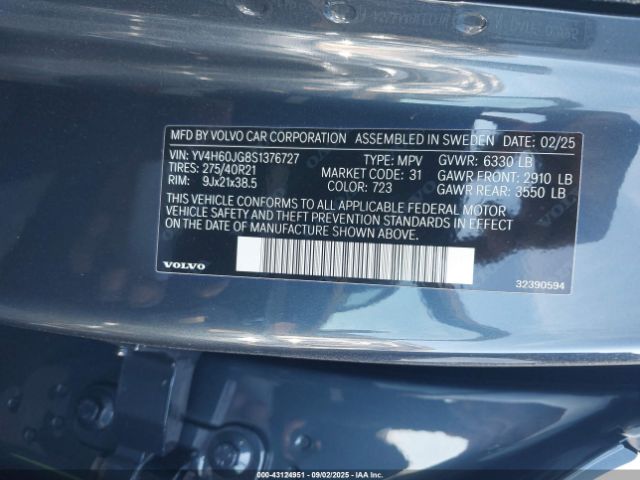 MFD BY VOLVO CAR CORPORATION ASSEMBLED IN SWEDEN DATE: 02/25
VIN: YV4H60JG8S1376727 TYPE: MPV GVWR: 6330 LB
TIRES: 275/40R21 MARKET CODE: 31 GAWR FRONT: 2910 LB
RIM: 9Jx21x38.5 COLOR: 723 GAWR REAR: 3550 LB
THIS VEHICLE CONFORMS TO ALL APPLICABLE FEDERAL MOTOR
VEHICLE SAFETY AND THEFT PREVENTION STANDARDS IN EFFECT
ON THE DATE OF MANUFACTURE SHOWN ABOVE.
VOLVO
32390594
000-43124951 - 09/02/2025 - IAAI.com